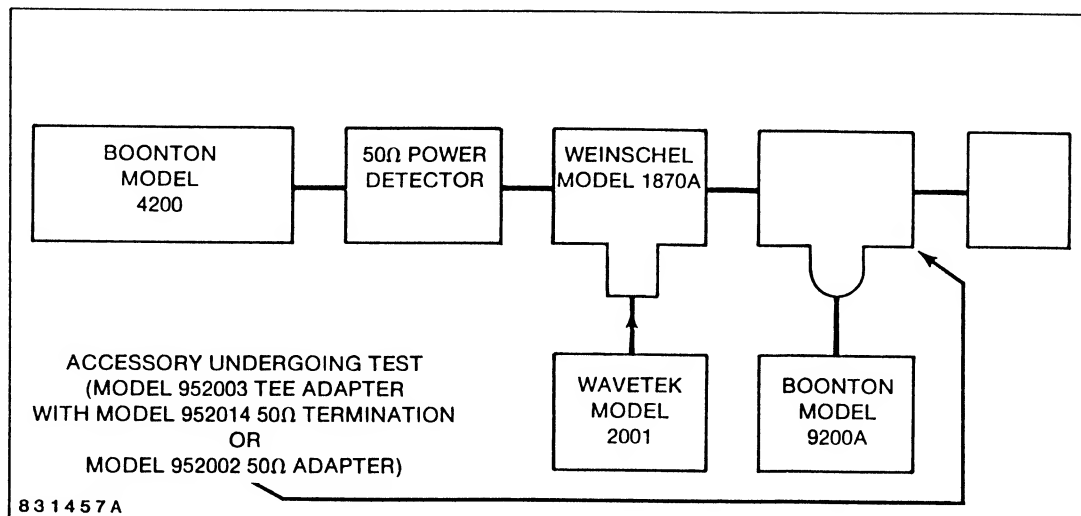 BOONTON
MODEL
4200
50Ω POWER
DETECTOR
WEINSCHEL
MODEL 1870A
ACCESSORY UNDERGOING TEST
(MODEL 952003 TEE ADAPTER
WITH MODEL 952014 50Ω TERMINATION
OR
MODEL 952002 50Ω ADAPTER)
WAVETEK
MODEL
2001
BOONTON
MODEL
9200A
831457A